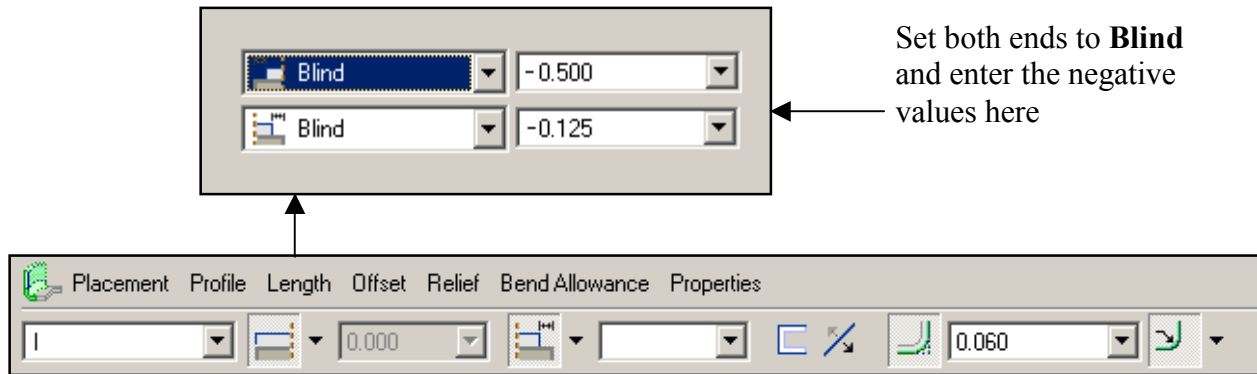 Blind -0.500
Blind -0.125
Set both ends to Blind
and enter the negative
values here
Placement Profile Length Offset Relief Bend Allowance Properties
I 0.000 0.060